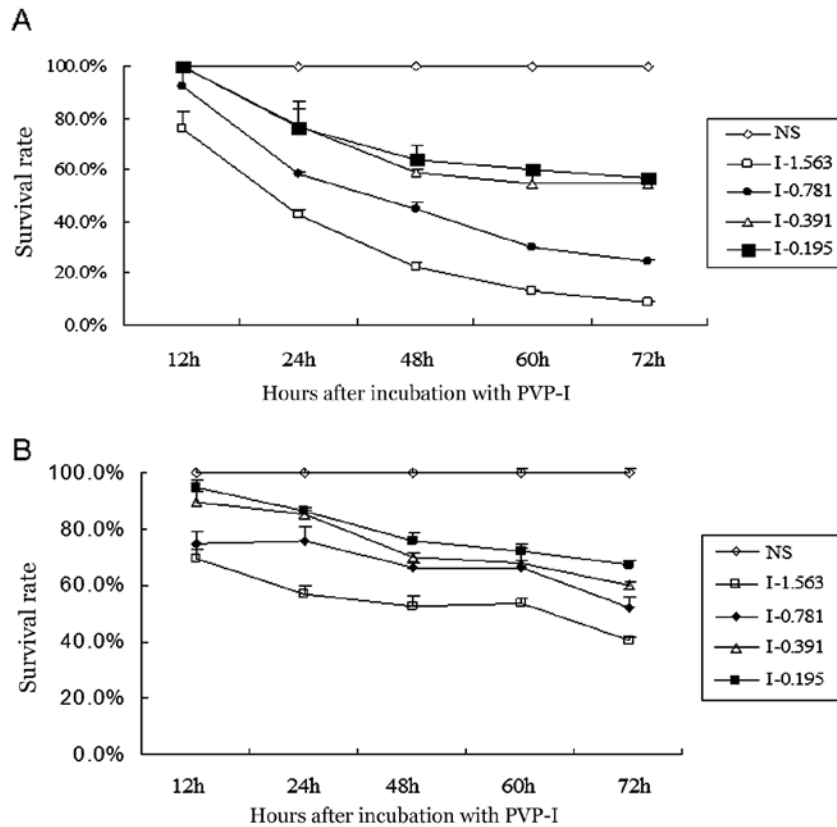 A
100.0%
80.0%
60.0%
40.0%
20.0%
0.0%
Survival rate
12h 24h 48h 60h 72h
Hours after incubation with PVP-I
NS
I-1.563
I-0.781
I-0.391
I-0.195
B
100.0%
80.0%
60.0%
40.0%
20.0%
0.0%
Survival rate
12h 24h 48h 60h 72h
Hours after incubation with PVP-I
NS
I-1.563
I-0.781
I-0.391
I-0.195